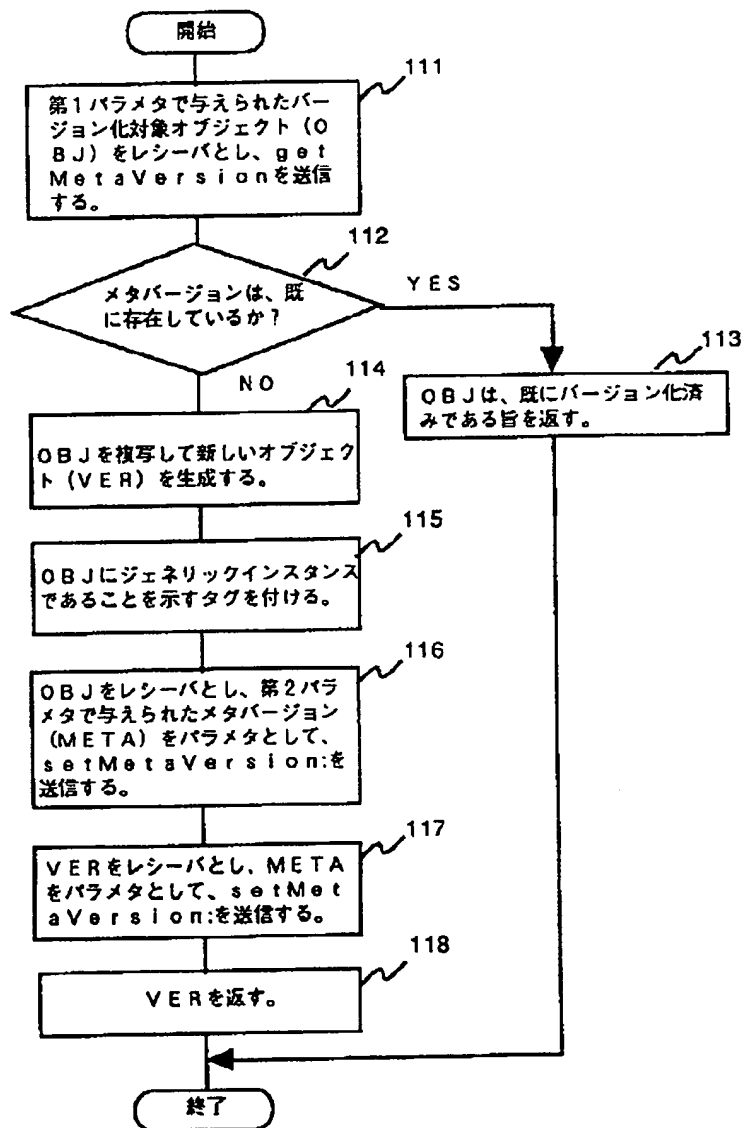 開始
111
第1パラメタで与えられたバー
ジョン化対象オブジェクト(O
BJ)をレシーバとし、get
MetaVersionを送信
する。
112
メタバージョンは、既
に存在しているか?
YES
113
OBJは、既にバージョン化済
みである旨を返す。
NO
114
OBJを複写して新しいオブジェク
ト(VER)を生成する。
115
OBJにジェネリックインスタンス
であることを示すタグを付ける。
116
OBJをレシーバとし、第2パラ
メタで与えられたメタバージョン
(META)をパラメタとして、
setMetaVersion:を
送信する。
117
VERをレシーバとし、META
をパラメタとして、setMet
aVersion:を送信する。
118
VERを返す。
終了